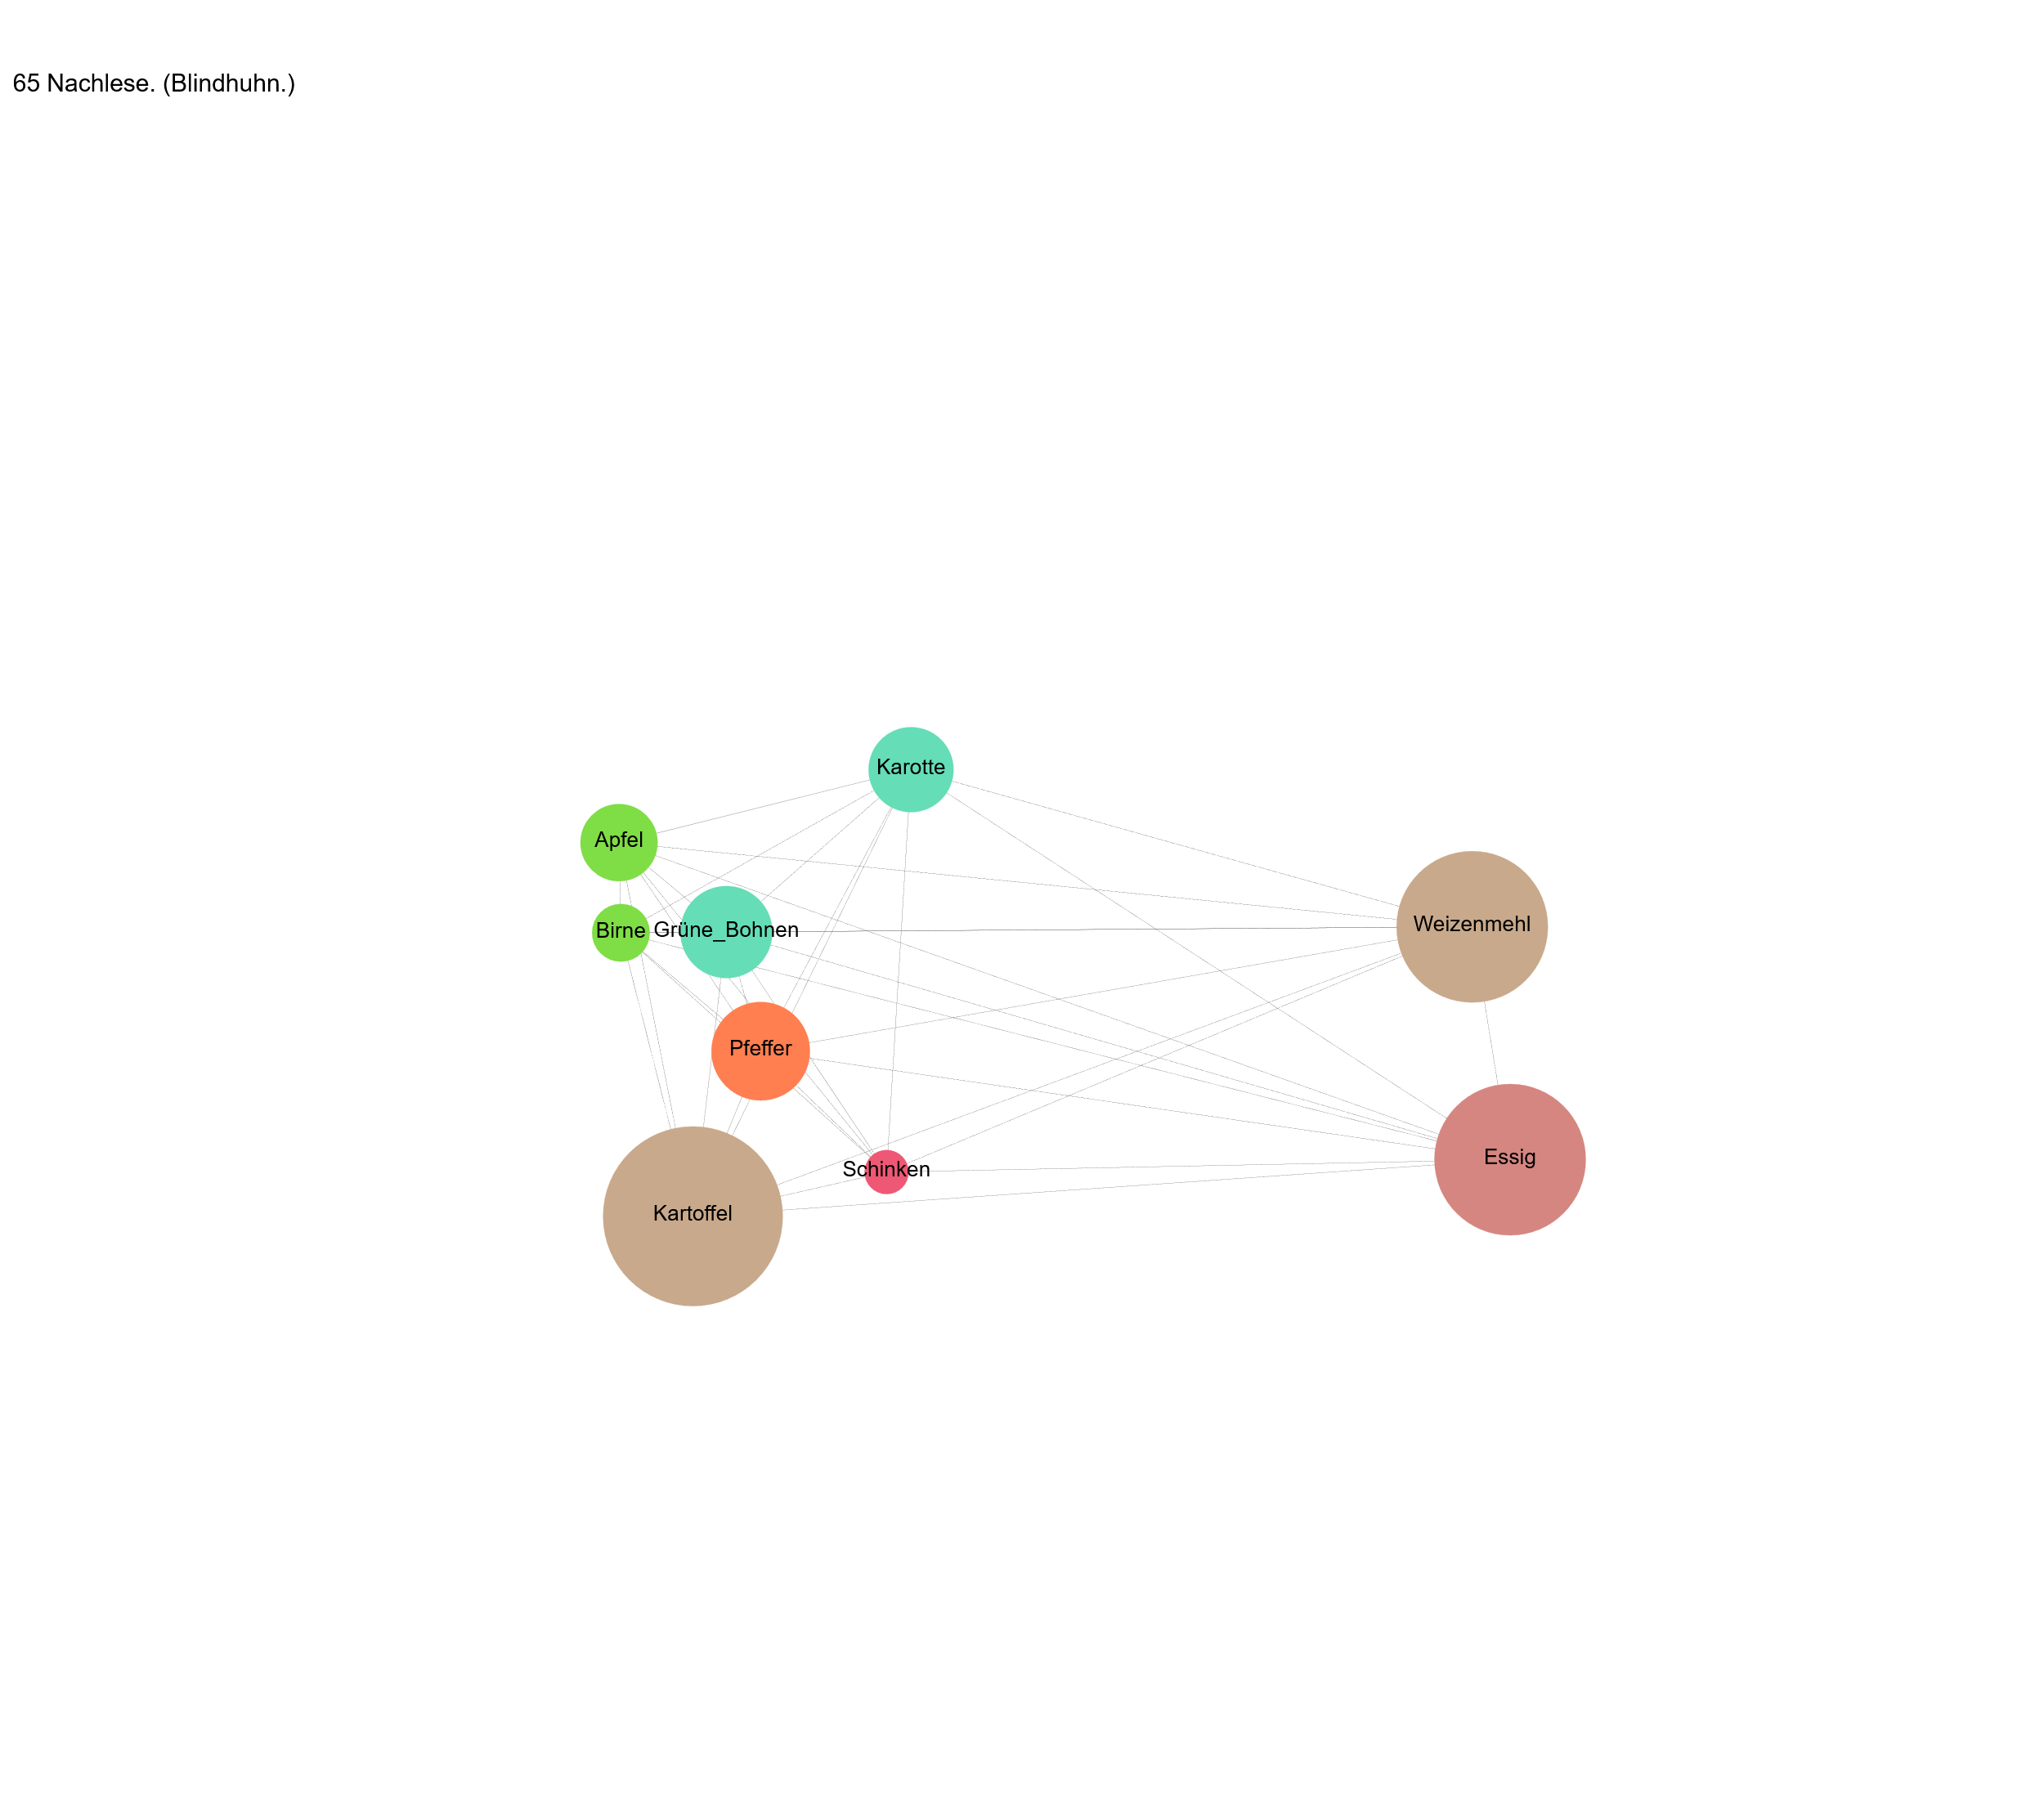 65 Nachlese. (Blindhuhn.)
Karotte
Apfel
Birne
Grüne_Bohnen
Weizenmehl
Pfeffer
Essig
Schinken
Kartoffel